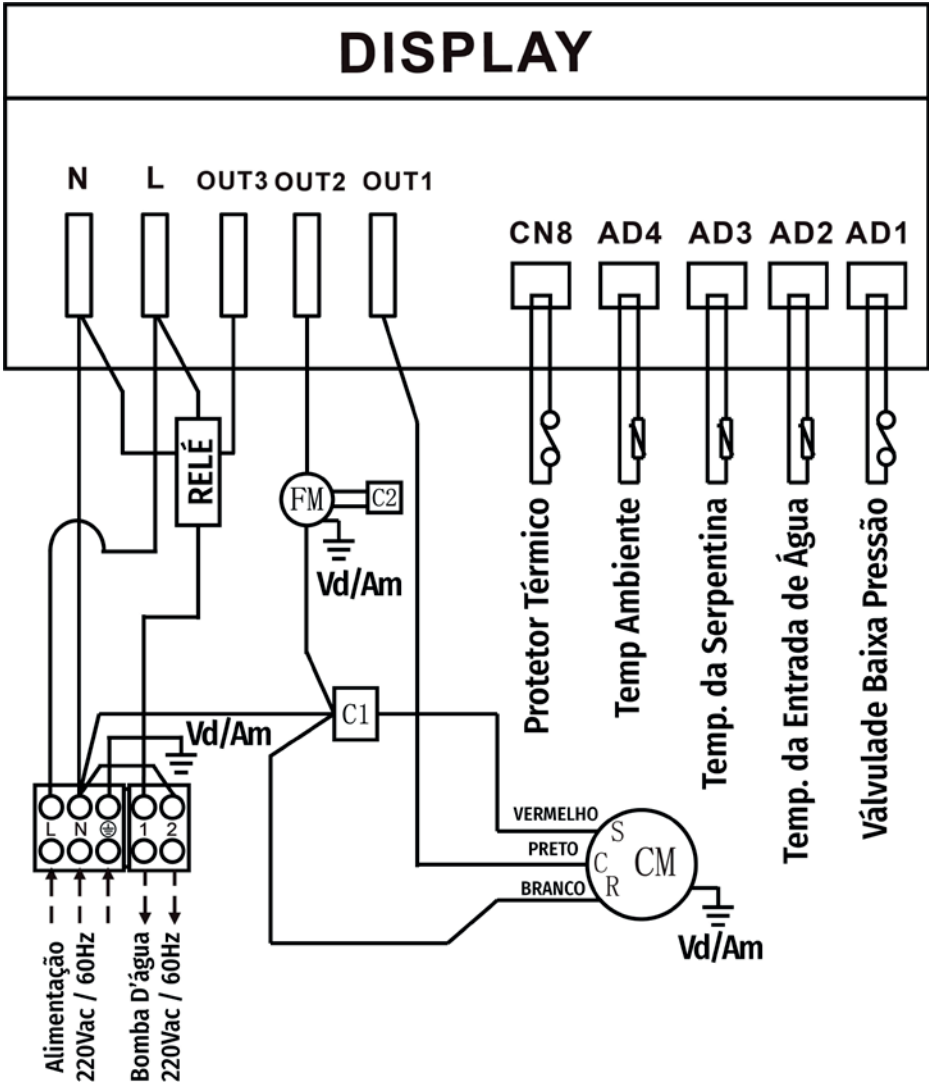 DISPLAY
N L OUT3 OUT2 OUT1
CN8 AD4 AD3 AD2 AD1
RELÉ
FM C2
Vd/Am
Protetor Térmico
Temp Ambiente
Temp. da Serpentina
Temp. da Entrada de Água
Válvulade Baixa Pressão
C1
Vd/Am
VERMELHO
PRETO
BRANCO
S
C
R
CM
Vd/Am
L N 1 2
Alimentação
220Vac / 60Hz
Bomba D'água
220Vac / 60Hz